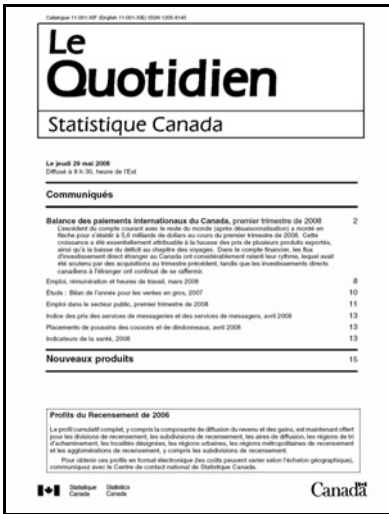 Catalogue 11-001-XIF (English 11-001-XIE) ISSN 1205-9145
Le
Quotidien
Statistique Canada
Le jeudi 29 mai 2008
Diffusé à 8 h 30, heure de l'Est
Communiqués
Balance des paiements internationaux du Canada, premier trimestre de 2008 2
L'excédent du compte courant avec le reste du monde (après désaisonnalisation) a monté en
flèche pour s'établir à 5,6 milliards de dollars au cours du premier trimestre de 2008. Cette
croissance a été essentiellement attribuable à la hausse des prix de plusieurs produits exportés,
ainsi qu'à la baisse du déficit au chapitre des voyages. Dans le compte financier, les flux
d'investissement direct étranger au Canada ont considérablement ralenti leur rythme, lequel avait
été soutenu par des acquisitions au trimestre précédent, tandis que les investissements directs
canadiens à l'étranger ont continué de se raffermir.
Emploi, rémunération et heures de travail, mars 2008 8
Étude : Bilan de l'année pour les ventes en gros, 2007 10
Emploi dans le secteur public, premier trimestre de 2008 11
Indice des prix des services de messageries et des services de messagers, avril 2008 13
Placements de poussins des couvoirs et de dindonneaux, avril 2008 13
Indicateurs de la santé, 2008 13
Nouveaux produits 15
Profils du Recensement de 2006
Le profil cumulatif complet, y compris la composante de diffusion du revenu et des gains, est maintenant offert
pour les divisions de recensement, les subdivisions de recensement, les aires de diffusion, les régions de tri
d'acheminement, les localités désignées, les régions urbaines, les régions métropolitaines de recensement
et les agglomérations de recensement, y compris les subdivisions de recensement.
Pour obtenir ces profils en format électronique (les coûts peuvent varier selon l'échelon géographique),
communiquez avec le Centre de contact national de Statistique Canada.
Statistique Statistics
Canada Canada
Canada